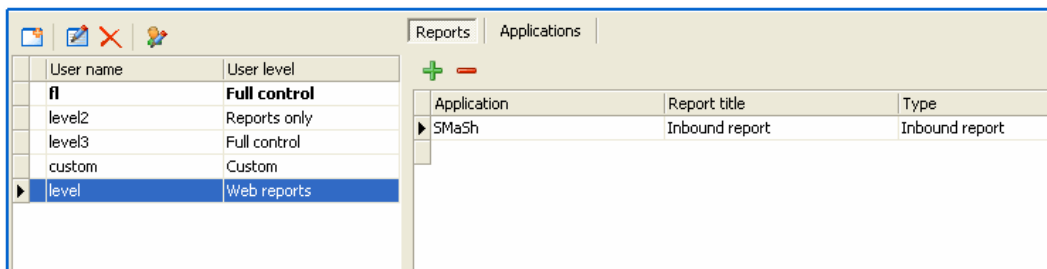 Reports Applications
User name User level
fl Full control
level2 Reports only
level3 Full control
custom Custom
level Web reports
Application Report title Type
SMaSh Inbound report Inbound report